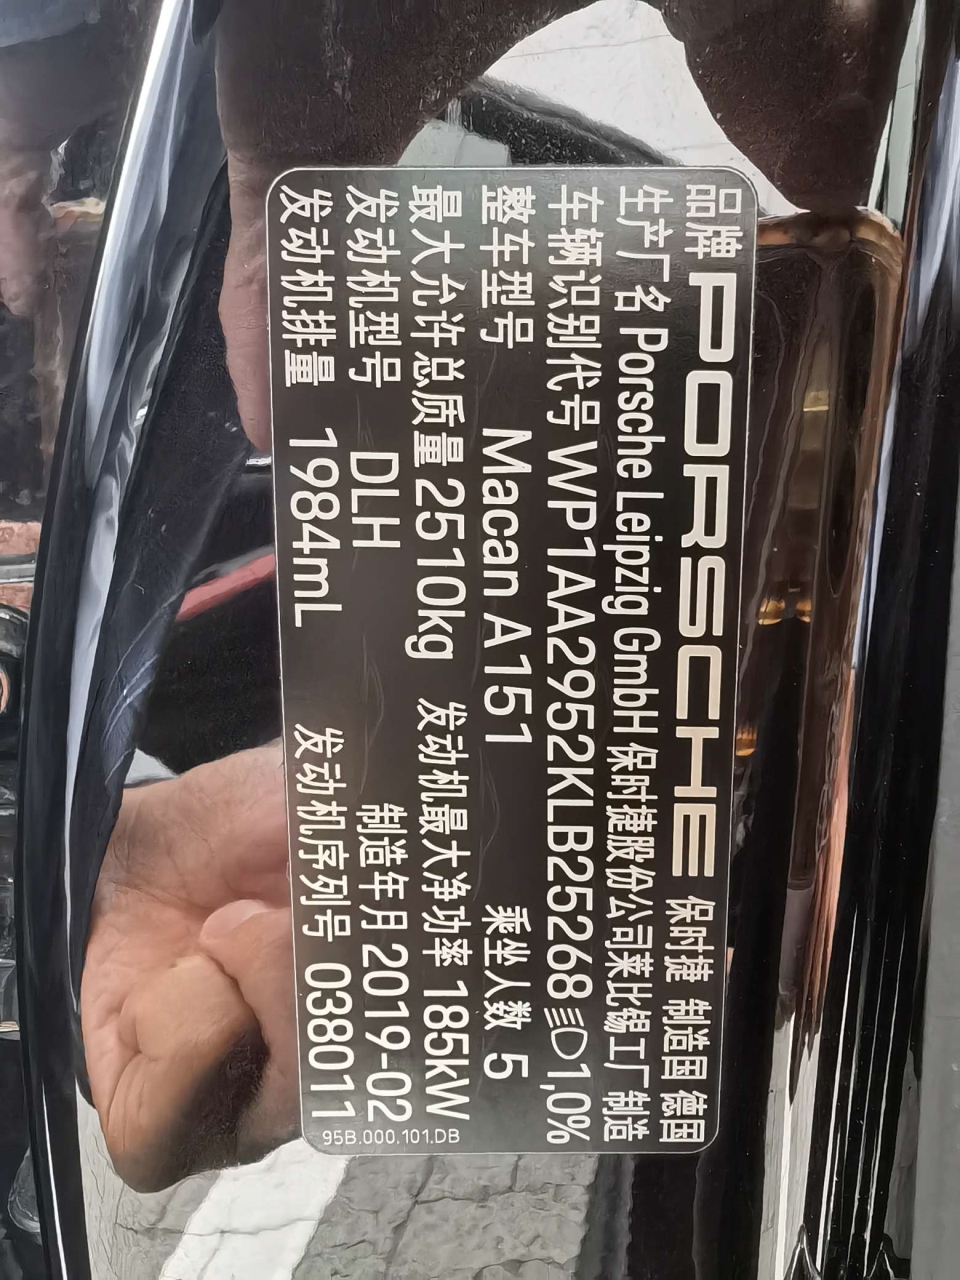 品牌 PORSCHE 保时捷 制造国 德国
生产厂名 Porsche Leipzig GmbH 保时捷股份公司莱比锡工厂制造
车辆识别代号 WP1AA2952KLB25268 1,0%
整车型号 Macan A151 乘坐人数 5
最大允许总质量 2510kg 发动机最大净功率 185kW
发动机型号 DLH 制造年月 2019-02
发动机排量 1984mL 发动机序列号 038011
95B.000.101.DB